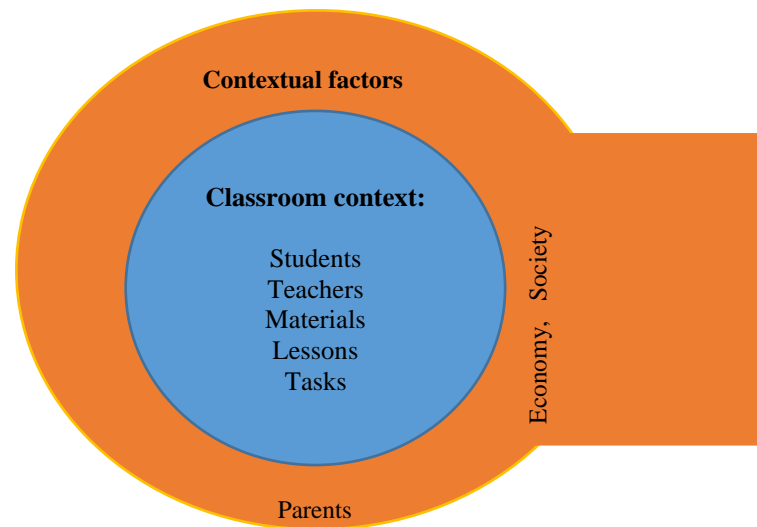 Contextual factors
Classroom context:
Students
Teachers
Materials
Lessons
Tasks
Economy, Society
Parents